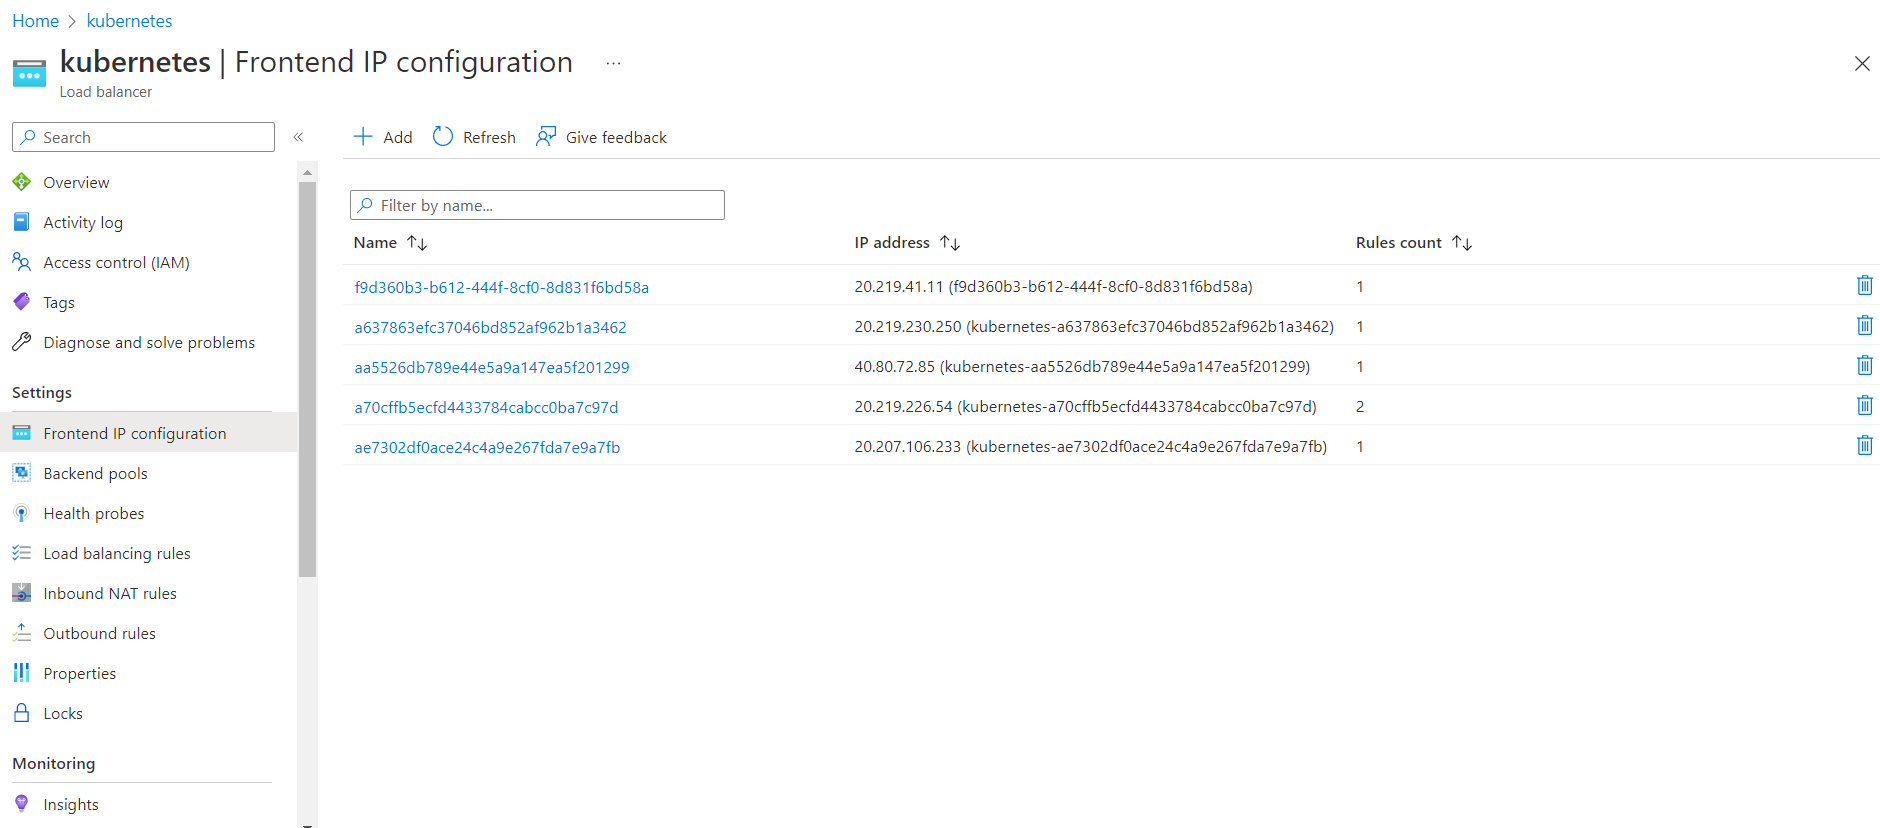 Home > kubernetes
kubernetes | Frontend IP configuration ...
Load balancer
Search
Overview
Activity log
Access control (IAM)
Tags
Diagnose and solve problems
Settings
Frontend IP configuration
Backend pools
Health probes
Load balancing rules
Inbound NAT rules
Outbound rules
Properties
Locks
Monitoring
Insights
Add Refresh Give feedback
Filter by name...
Name IP address Rules count
f9d360b3-b612-444f-8cf0-8d831f6bd58a 20.219.41.11 (f9d360b3-b612-444f-8cf0-8d831f6bd58a) 1
a637863efc37046bd852af962b1a3462 20.219.230.250 (kubernetes-a637863efc37046bd852af962b1a3462) 1
aa5526db789e44e5a9a147ea5f201299 40.80.72.85 (kubernetes-aa5526db789e44e5a9a147ea5f201299) 1
a70cffb5ecfd4433784cabcc0ba7c97d 20.219.226.54 (kubernetes-a70cffb5ecfd4433784cabcc0ba7c97d) 2
ae7302df0ace24c4a9e267fda7e9a7fb 20.207.106.233 (kubernetes-ae7302df0ace24c4a9e267fda7e9a7fb) 1